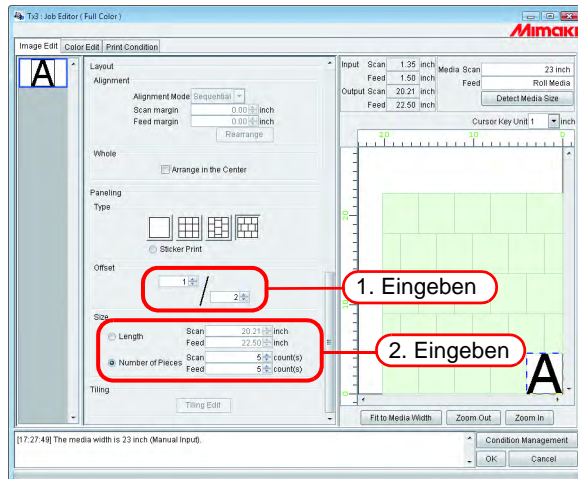 Tx3 : Job Editor ( Full Color )
Mimaki
Image Edit Color Edit Print Condition
A
Layout
Alignment
Alignment Mode Sequential
Scan margin 0.00 inch
Feed margin 0.00 inch
Rearrange
Whole
Arrange in the Center
Paneling
Type
Sticker Print
Offset
1 / 2
Size
Length Scan 20.21 inch
Feed 22.50 inch
Number of Pieces Scan 5 count(s)
Feed 5 count(s)
Tiling
Tiling Edit
1. Eingeben
2. Eingeben
Input Scan 1.35 inch
Feed 1.50 inch
Output Scan 20.21 inch
Feed 22.50 inch
Media Scan 23 inch
Feed Roll Media
Detect Media Size
Cursor Key Unit 1 inch
20 10 0
20
10
0
A
Fit to Media Width Zoom Out Zoom In
[17:27:49] The media width is 23 inch (Manual Input).
Condition Management
OK Cancel